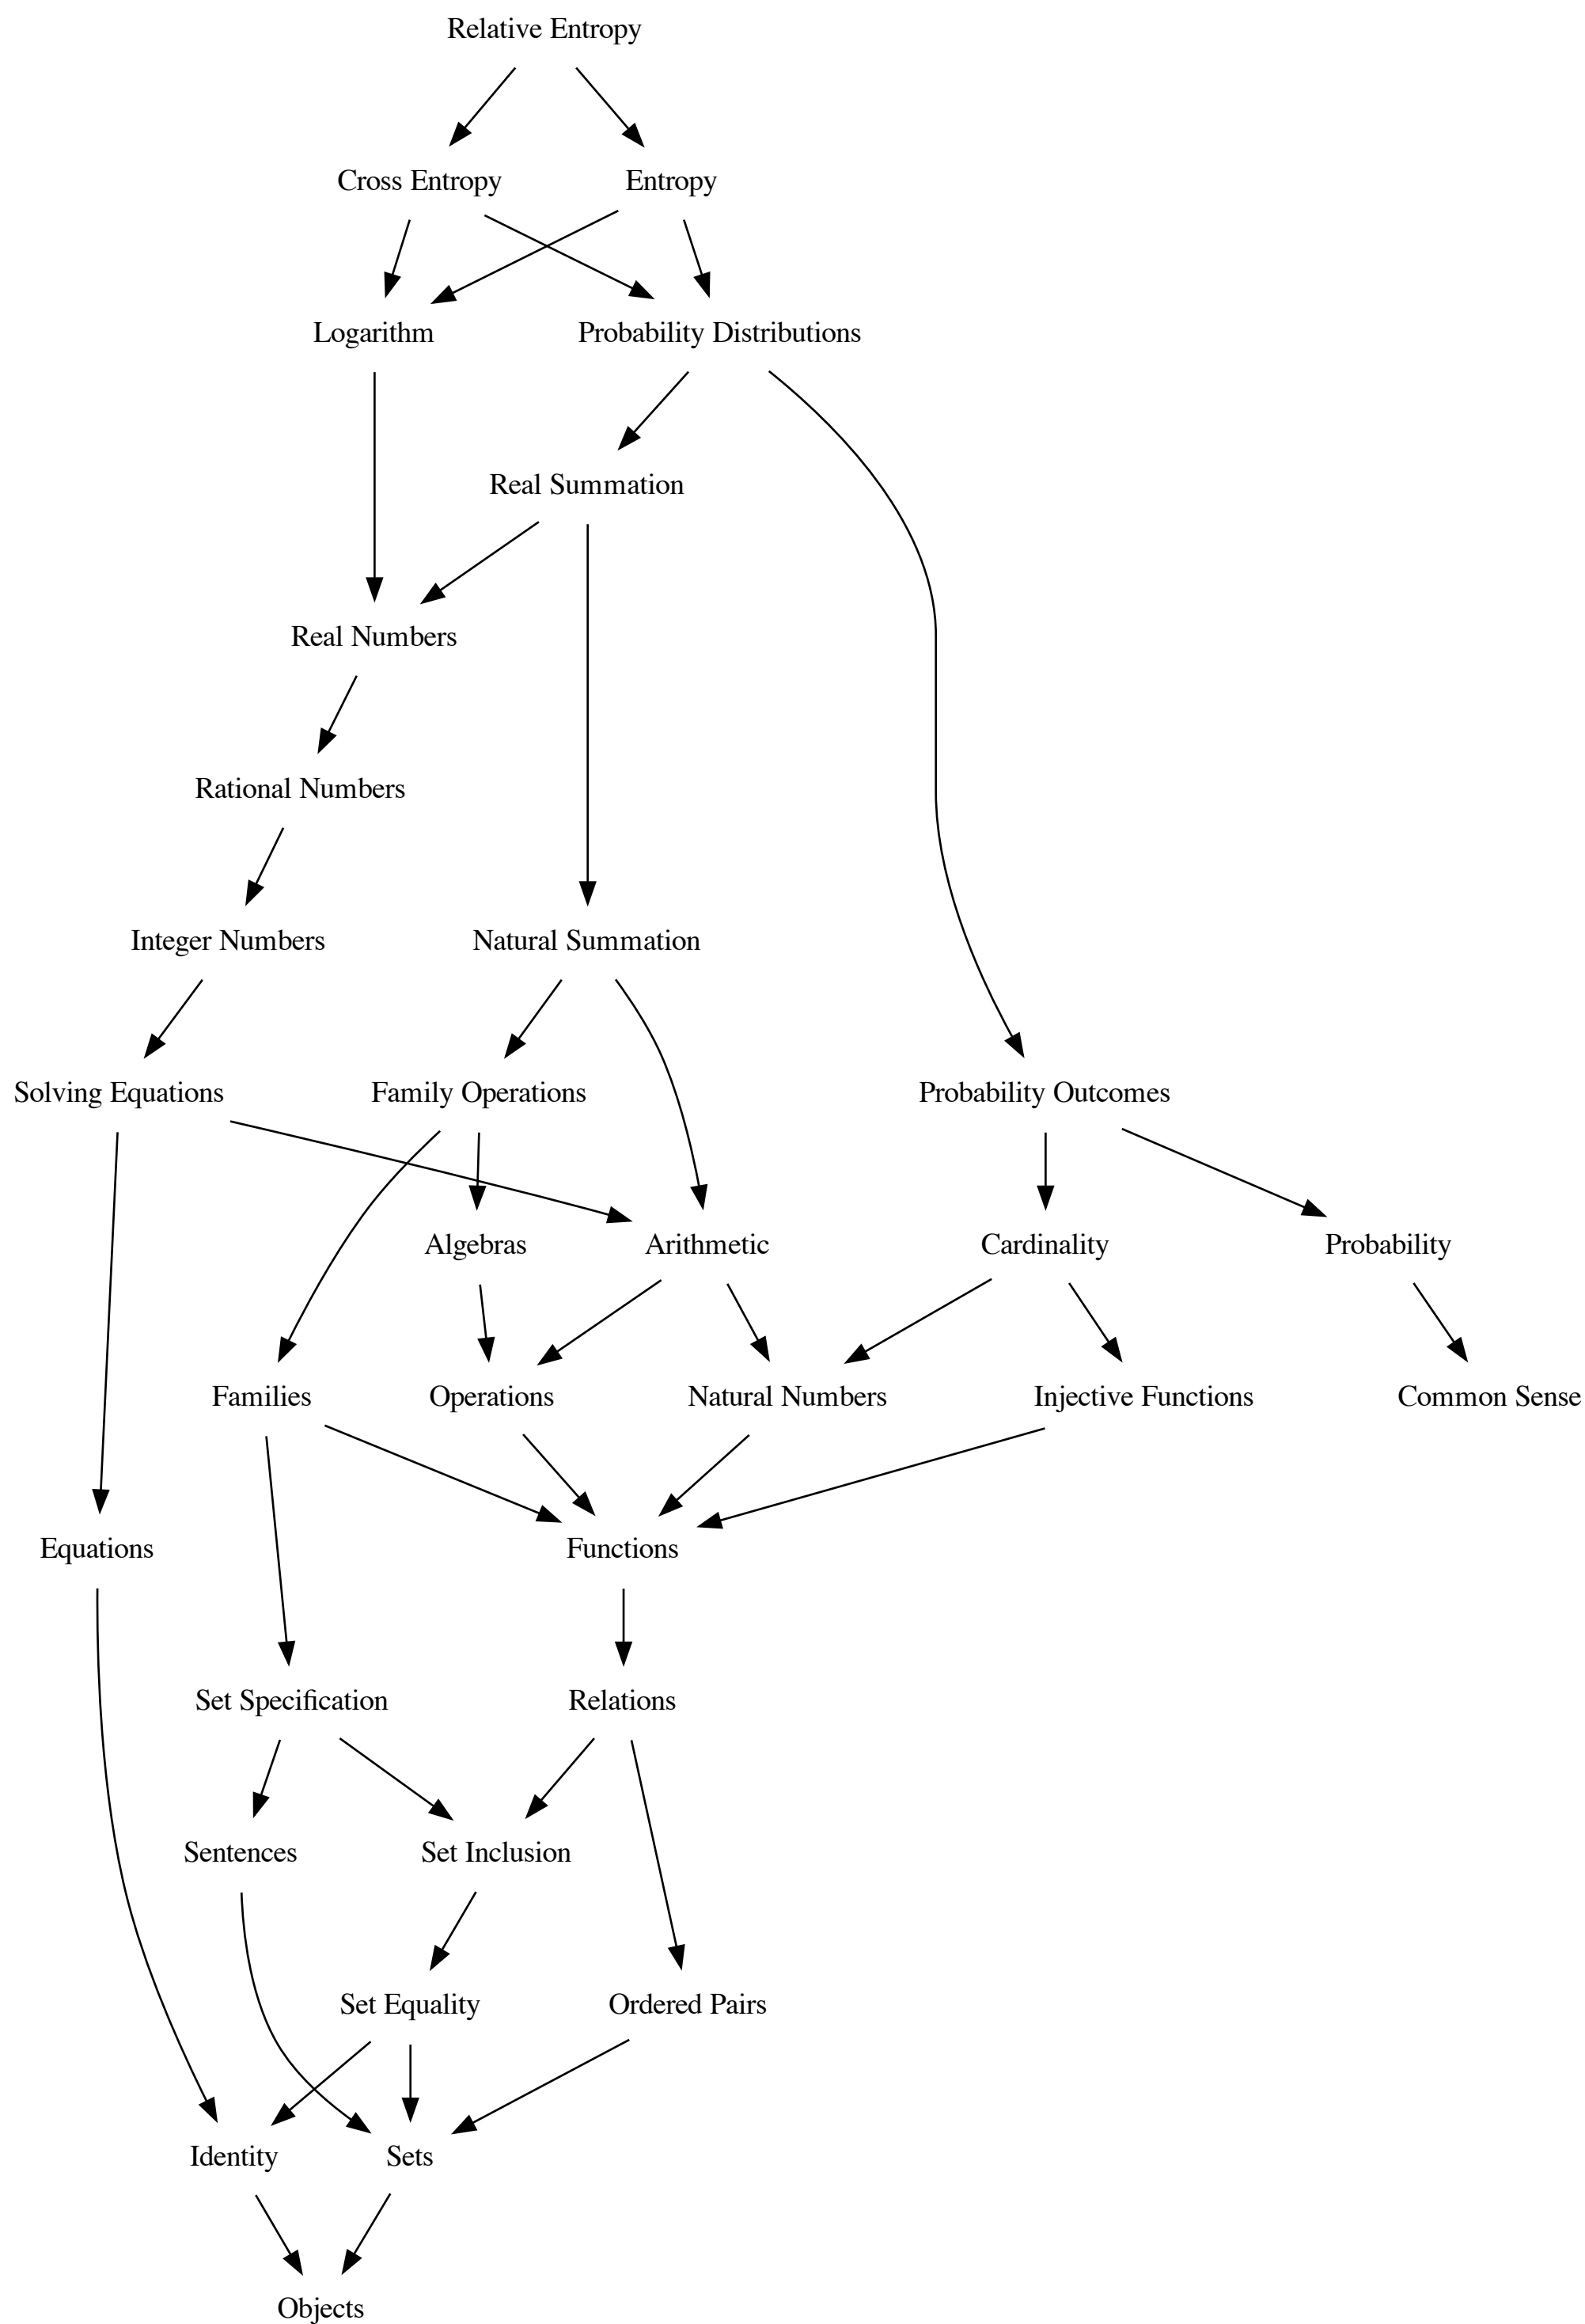 Relative Entropy
Cross Entropy
Entropy
Logarithm
Probability Distributions
Real Summation
Real Numbers
Rational Numbers
Integer Numbers
Natural Summation
Solving Equations
Family Operations
Probability Outcomes
Algebras
Arithmetic
Cardinality
Probability
Families
Operations
Natural Numbers
Injective Functions
Common Sense
Equations
Functions
Set Specification
Relations
Sentences
Set Inclusion
Set Equality
Ordered Pairs
Identity
Sets
Objects